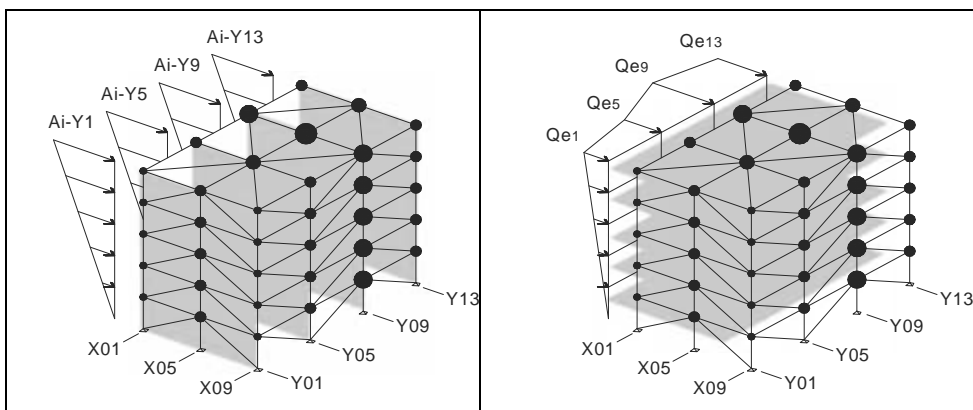 Ai-Y13
Ai-Y9
Ai-Y5
Ai-Y1
X01
X05
X09
Y01
Y05
Y09
Y13
Qe13
Qe9
Qe5
Qe1
X01
X05
X09
Y01
Y05
Y09
Y13